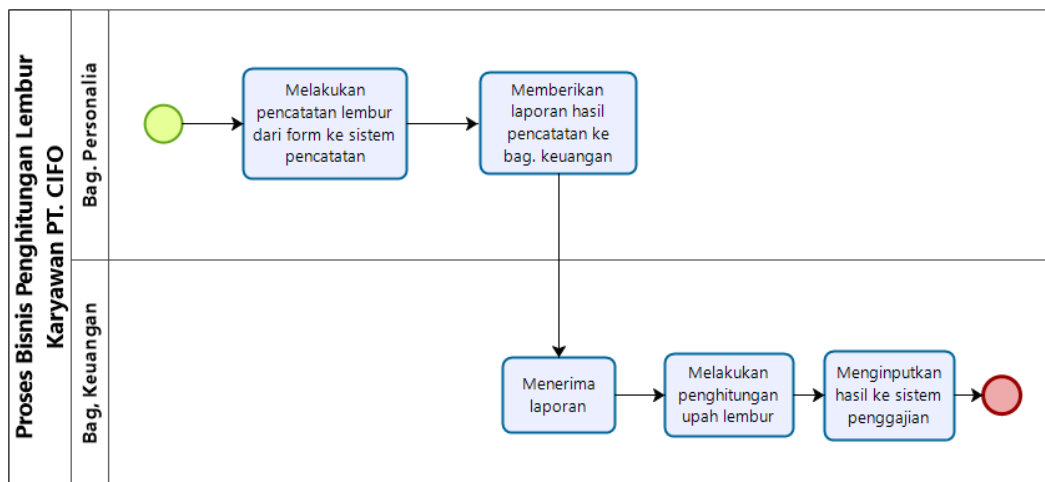 Proses Bisnis Penghitungan Lembur
Karyawan PT. CIFO
Bag. Personalia
Melakukan
pencatatan lembur
dari form ke sistem
pencatatan
Memberikan
laporan hasil
pencatatan ke
bag. keuangan
Bag, Keuangan
Menerima
laporan
Melakukan
penghitungan
upah lembur
Menginputkan
hasil ke sistem
penggajian